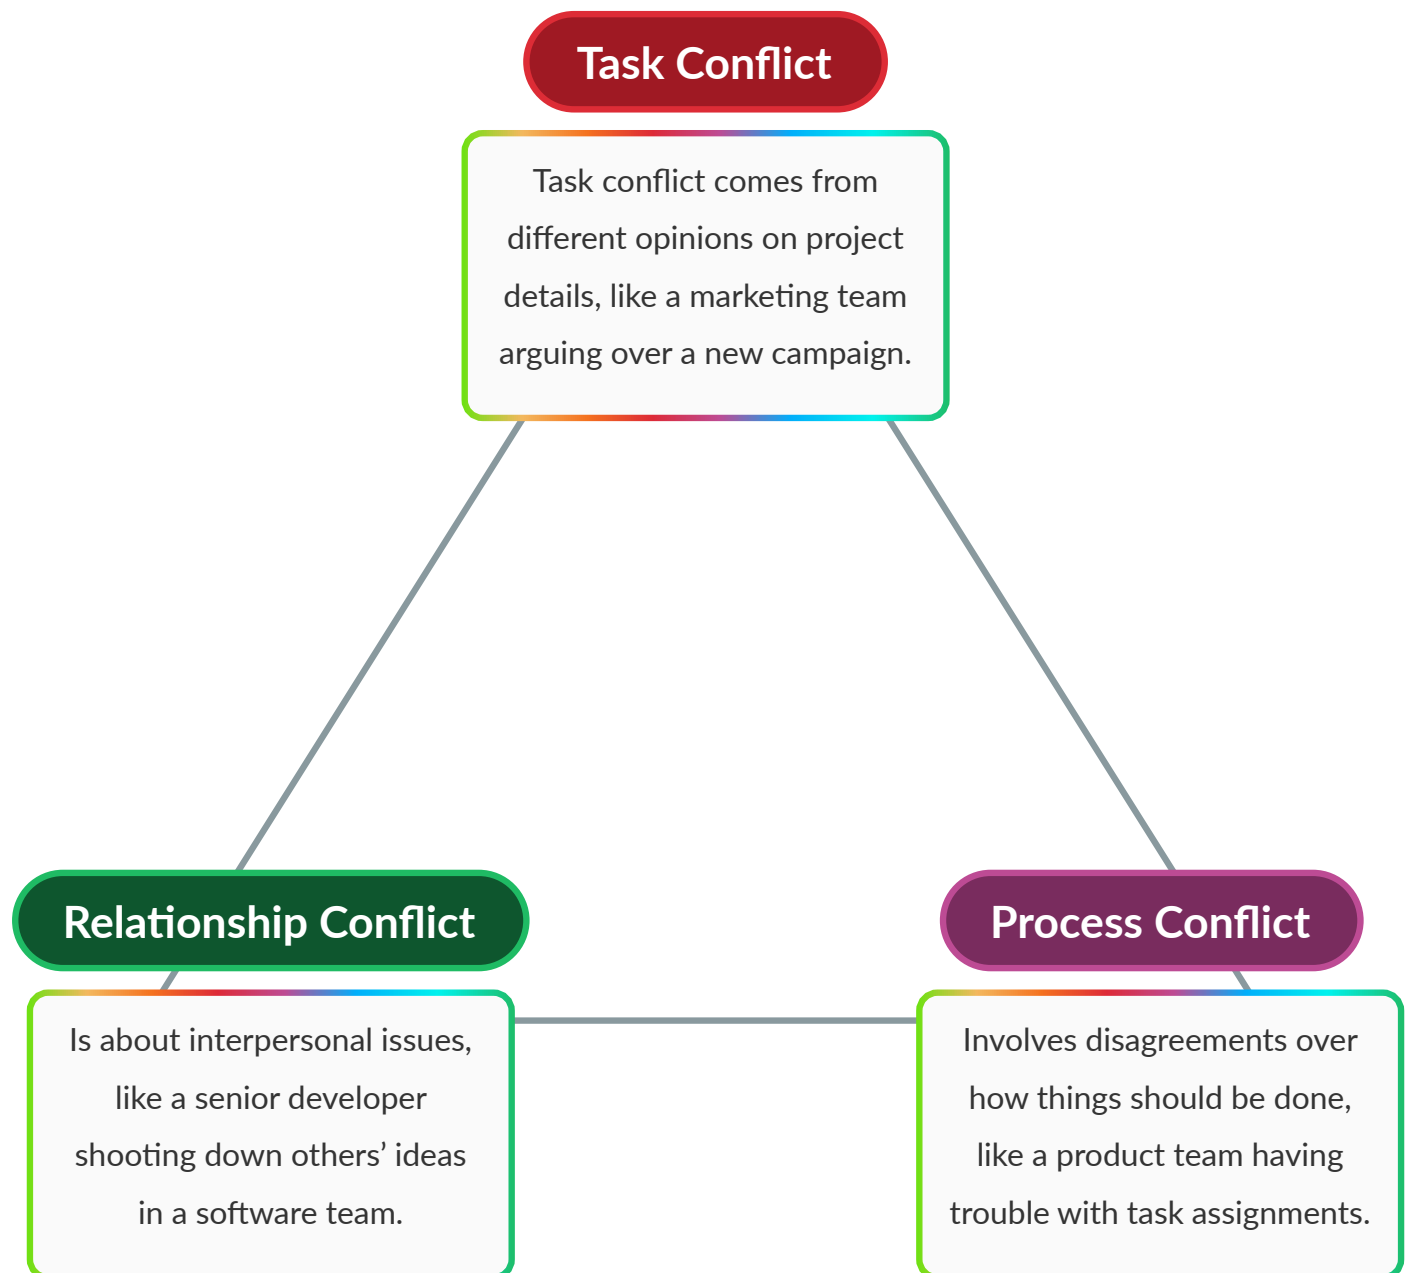 Task Conflict
Task conflict comes from
different opinions on project
details, like a marketing team
arguing over a new campaign.
Relationship Conflict
Is about interpersonal issues,
like a senior developer
shooting down others’ ideas
in a software team.
Process Conflict
Involves disagreements over
how things should be done,
like a product team having
trouble with task assignments.